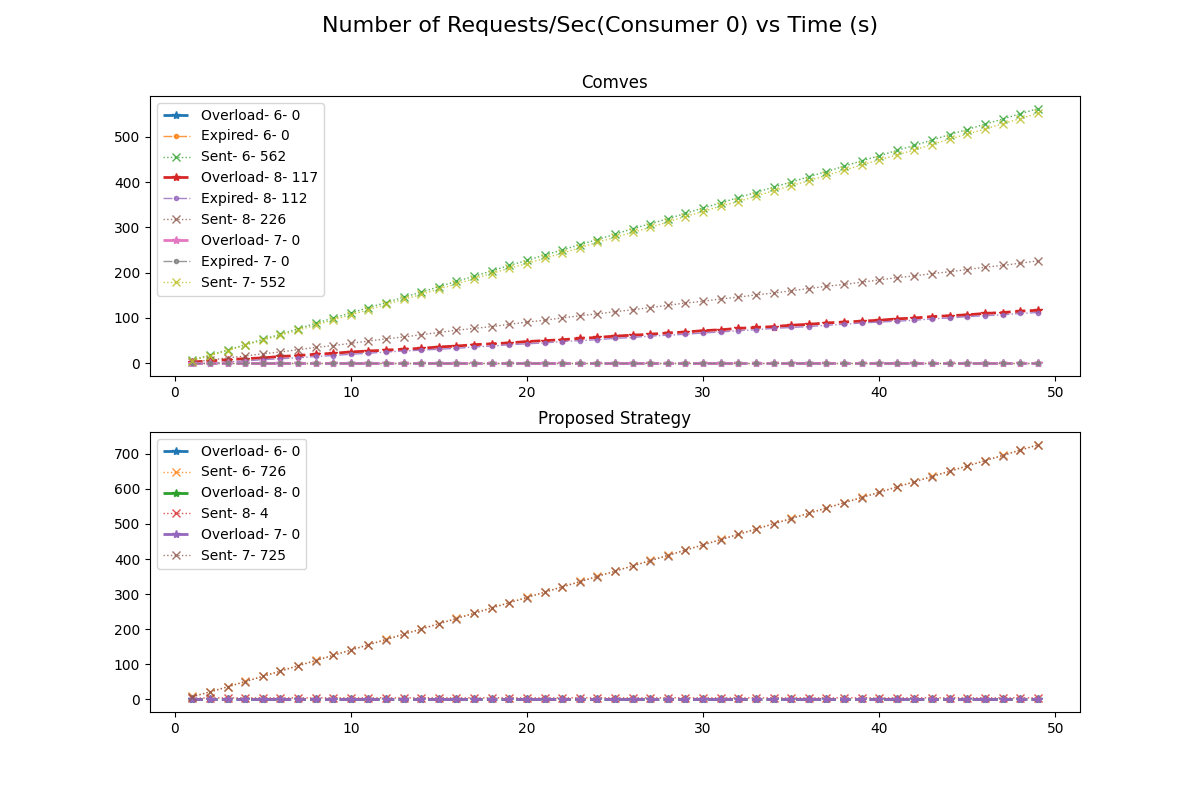 Number of Requests/Sec(Consumer 0) vs Time (s)
Comves
Overload- 6- 0
Expired- 6- 0
Sent- 6- 562
Overload- 8- 117
Expired- 8- 112
Sent- 8- 226
Overload- 7- 0
Expired- 7- 0
Sent- 7- 552
500
400
300
200
100
0
0 10 20 30 40 50
Proposed Strategy
Overload- 6- 0
Sent- 6- 726
Overload- 8- 0
Sent- 8- 4
Overload- 7- 0
Sent- 7- 725
700
600
500
400
300
200
100
0
0 10 20 30 40 50